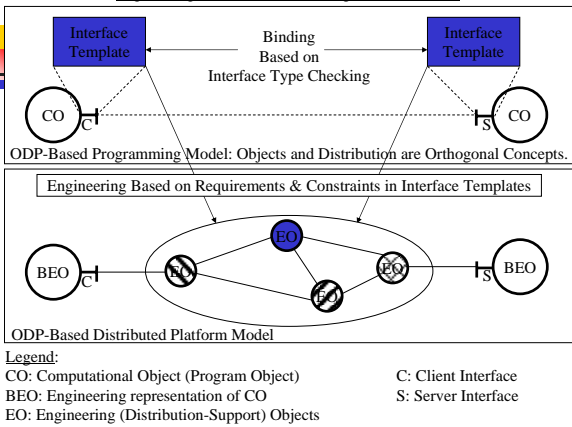 Interface
Template
Binding
Based on
Interface Type Checking
Interface
Template
CO
C
S
CO
ODP-Based Programming Model: Objects and Distribution are Orthogonal Concepts.
Engineering Based on Requirements & Constraints in Interface Templates
EO
BEO
C
EO
EO
EO
S
BEO
ODP-Based Distributed Platform Model
Legend:
CO: Computational Object (Program Object)
C: Client Interface
BEO: Engineering representation of CO
S: Server Interface
EO: Engineering (Distribution-Support) Objects